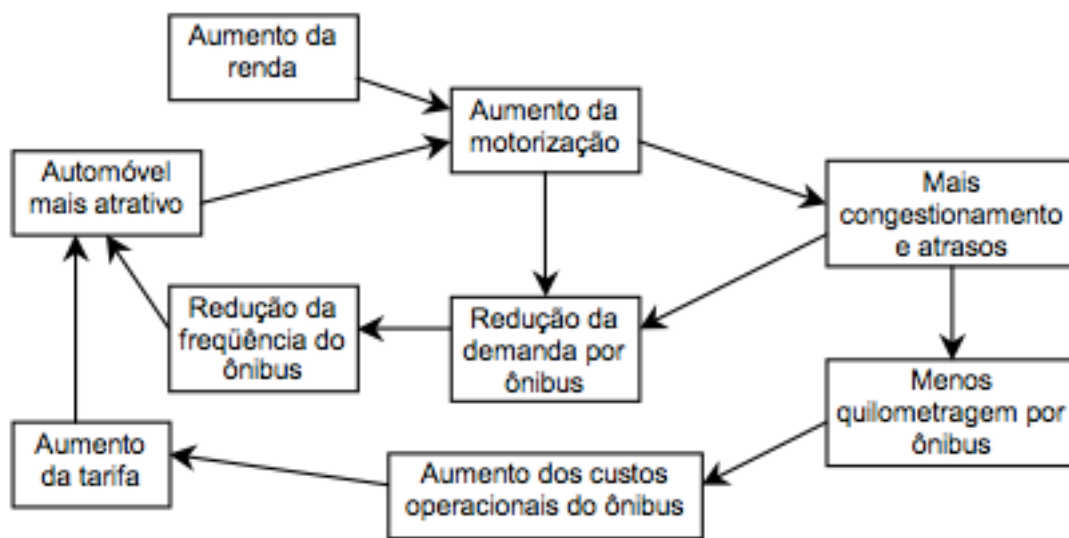 Aumento da
renda
Aumento da
motorização
Automóvel
mais atrativo
Mais
congestionamento
e atrasos
Redução da
freqüência do
ônibus
Redução da
demanda por
ônibus
Menos
quilometragem por
ônibus
Aumento
da tarifa
Aumento dos custos
operacionais do ônibus